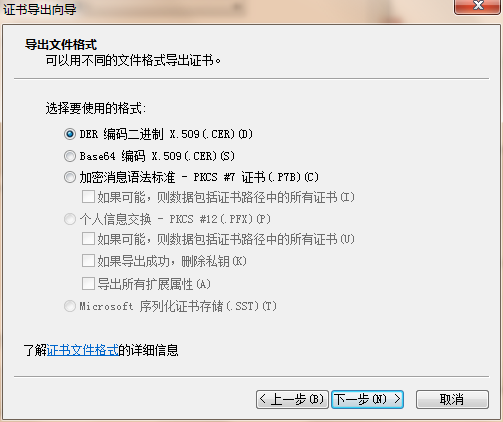 证书导出向导
导出文件格式
可以用不同的文件格式导出证书。
选择要使用的格式:
DER 编码二进制 X.509(.CER)(D)
Base64 编码 X.509(.CER)(S)
加密消息语法标准 - PKCS #7 证书(.P7B)(C)
如果可能，则数据包括证书路径中的所有证书(I)
个人信息交换 - PKCS #12(.PFX)(P)
如果可能，则数据包括证书路径中的所有证书(U)
如果导出成功，删除私钥(K)
导出所有扩展属性(A)
Microsoft 序列化证书存储(.SST)(T)
了解证书文件格式的详细信息
< 上一步(B) 下一步(N) > 取消